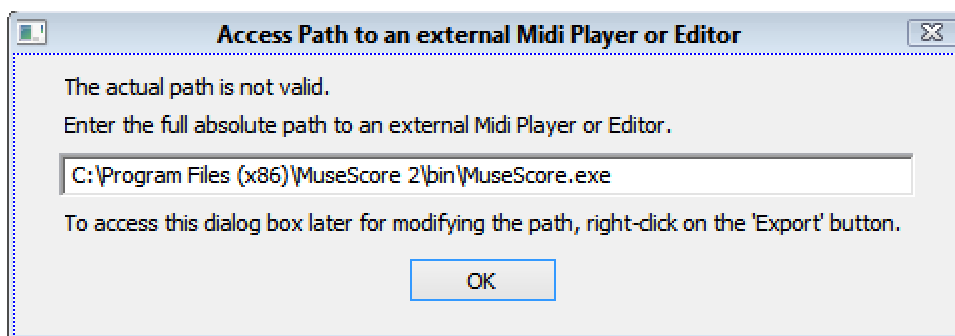 Access Path to an external Midi Player or Editor
The actual path is not valid.
Enter the full absolute path to an external Midi Player or Editor.
C:\Program Files (x86)\MuseScore 2\bin\MuseScore.exe
To access this dialog box later for modifying the path, right-click on the 'Export' button.
OK